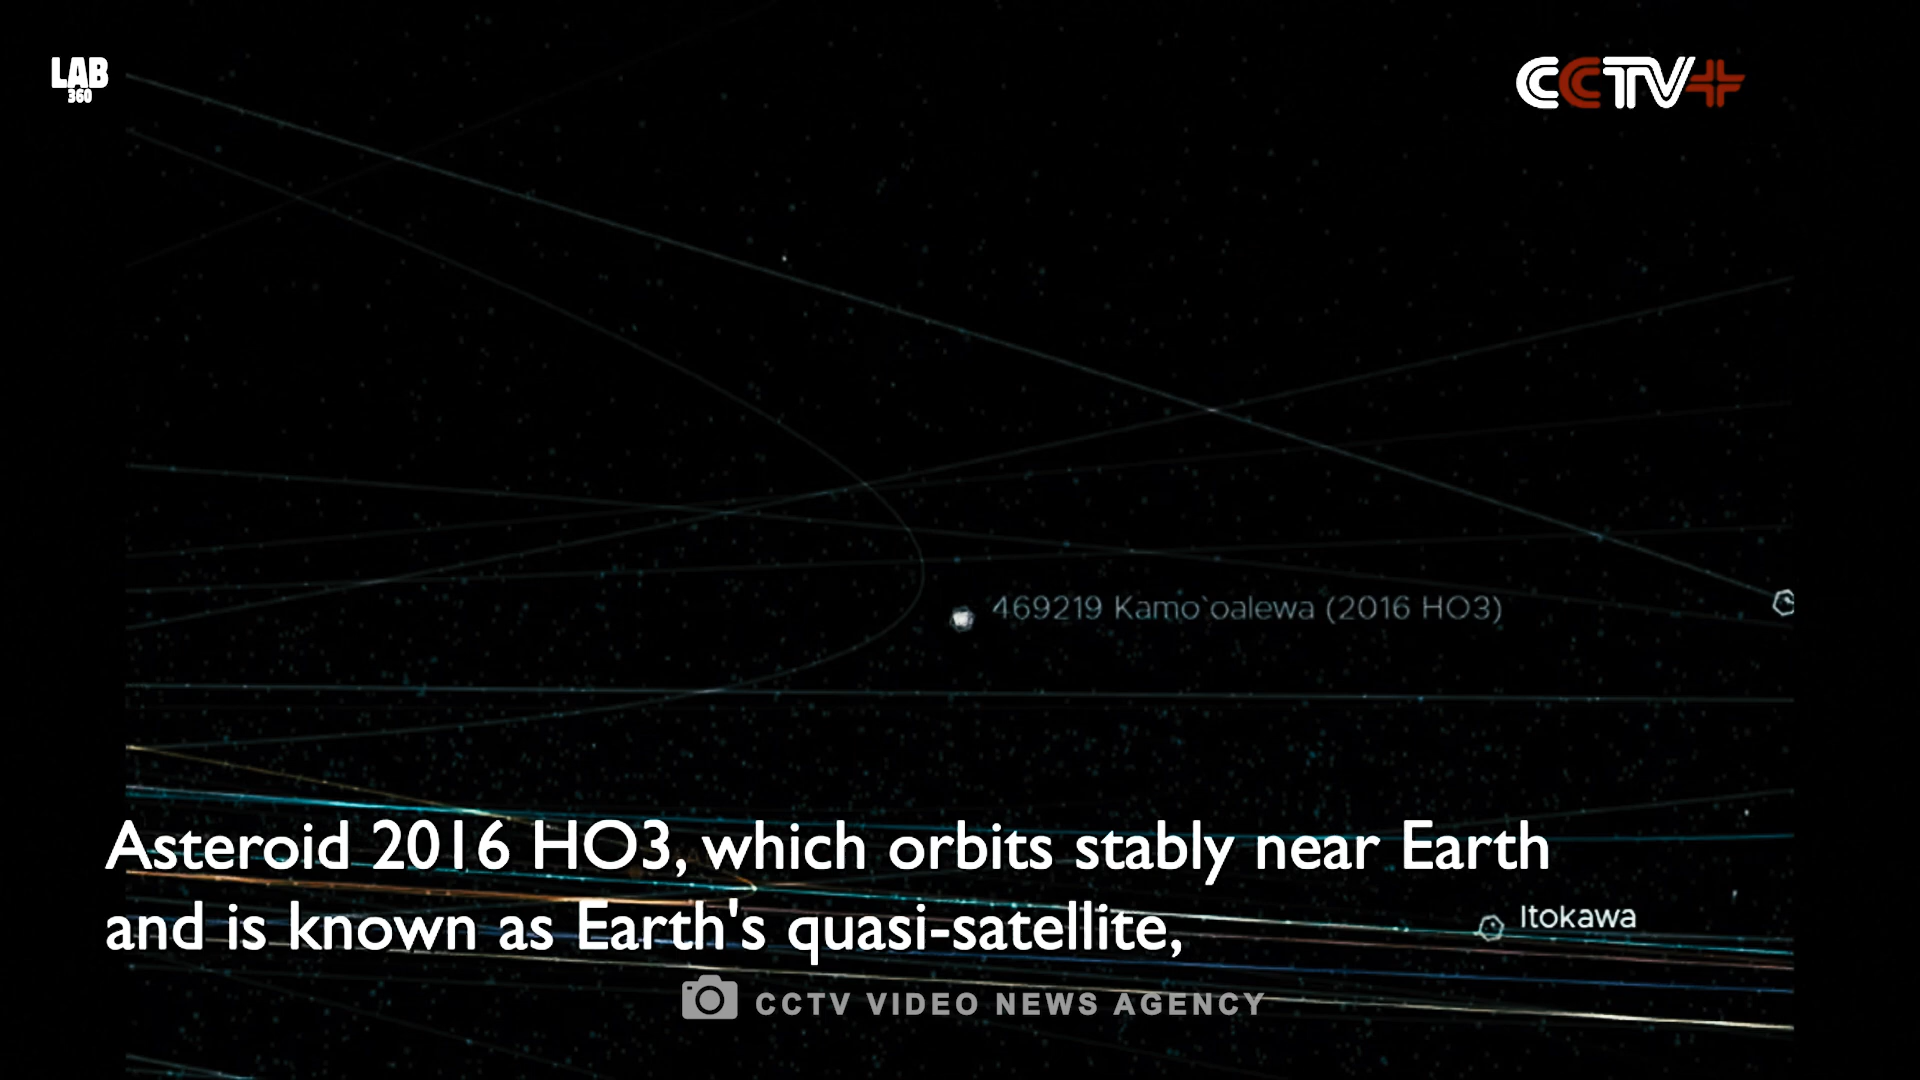 LAB
360
CCTV+
469219 Kamo`oalewa (2016 HO3)
Asteroid 2016 HO3, which orbits stably near Earth
and is known as Earth's quasi-satellite,
Itokawa
CCTV VIDEO NEWS AGENCY